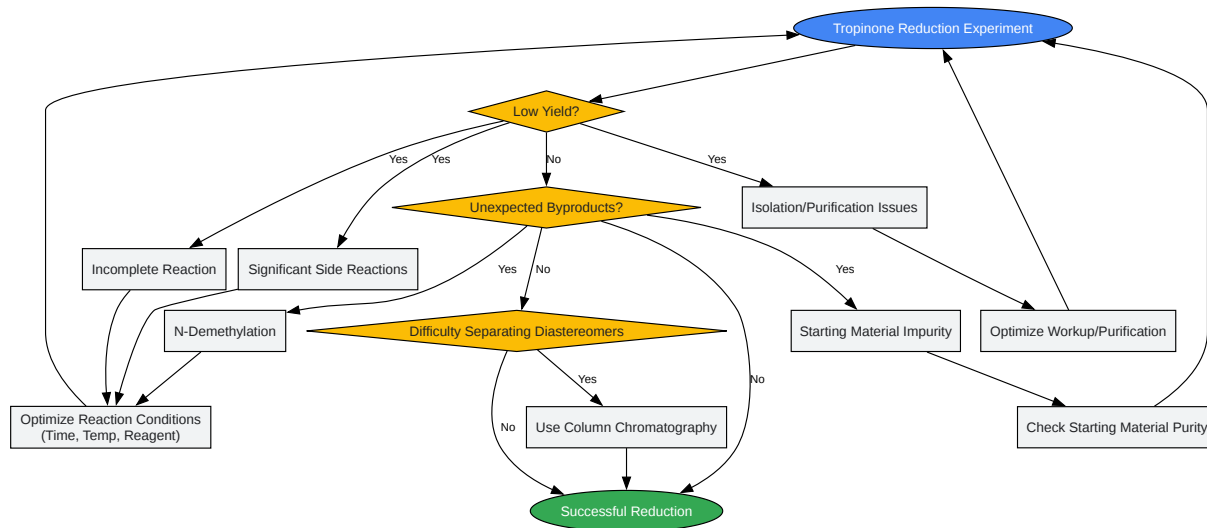 Tropinone Reduction Experiment
Low Yield?
Yes
Yes
No
Yes
Unexpected Byproducts?
Isolation/Purification Issues
Incomplete Reaction
Significant Side Reactions
Yes
No
Yes
N-Demethylation
Difficulty Separating Diastereomers
Starting Material Impurity
Optimize Workup/Purification
Yes
No
Optimize Reaction Conditions
(Time, Temp, Reagent)
No
Use Column Chromatography
Check Starting Material Purity
Successful Reduction